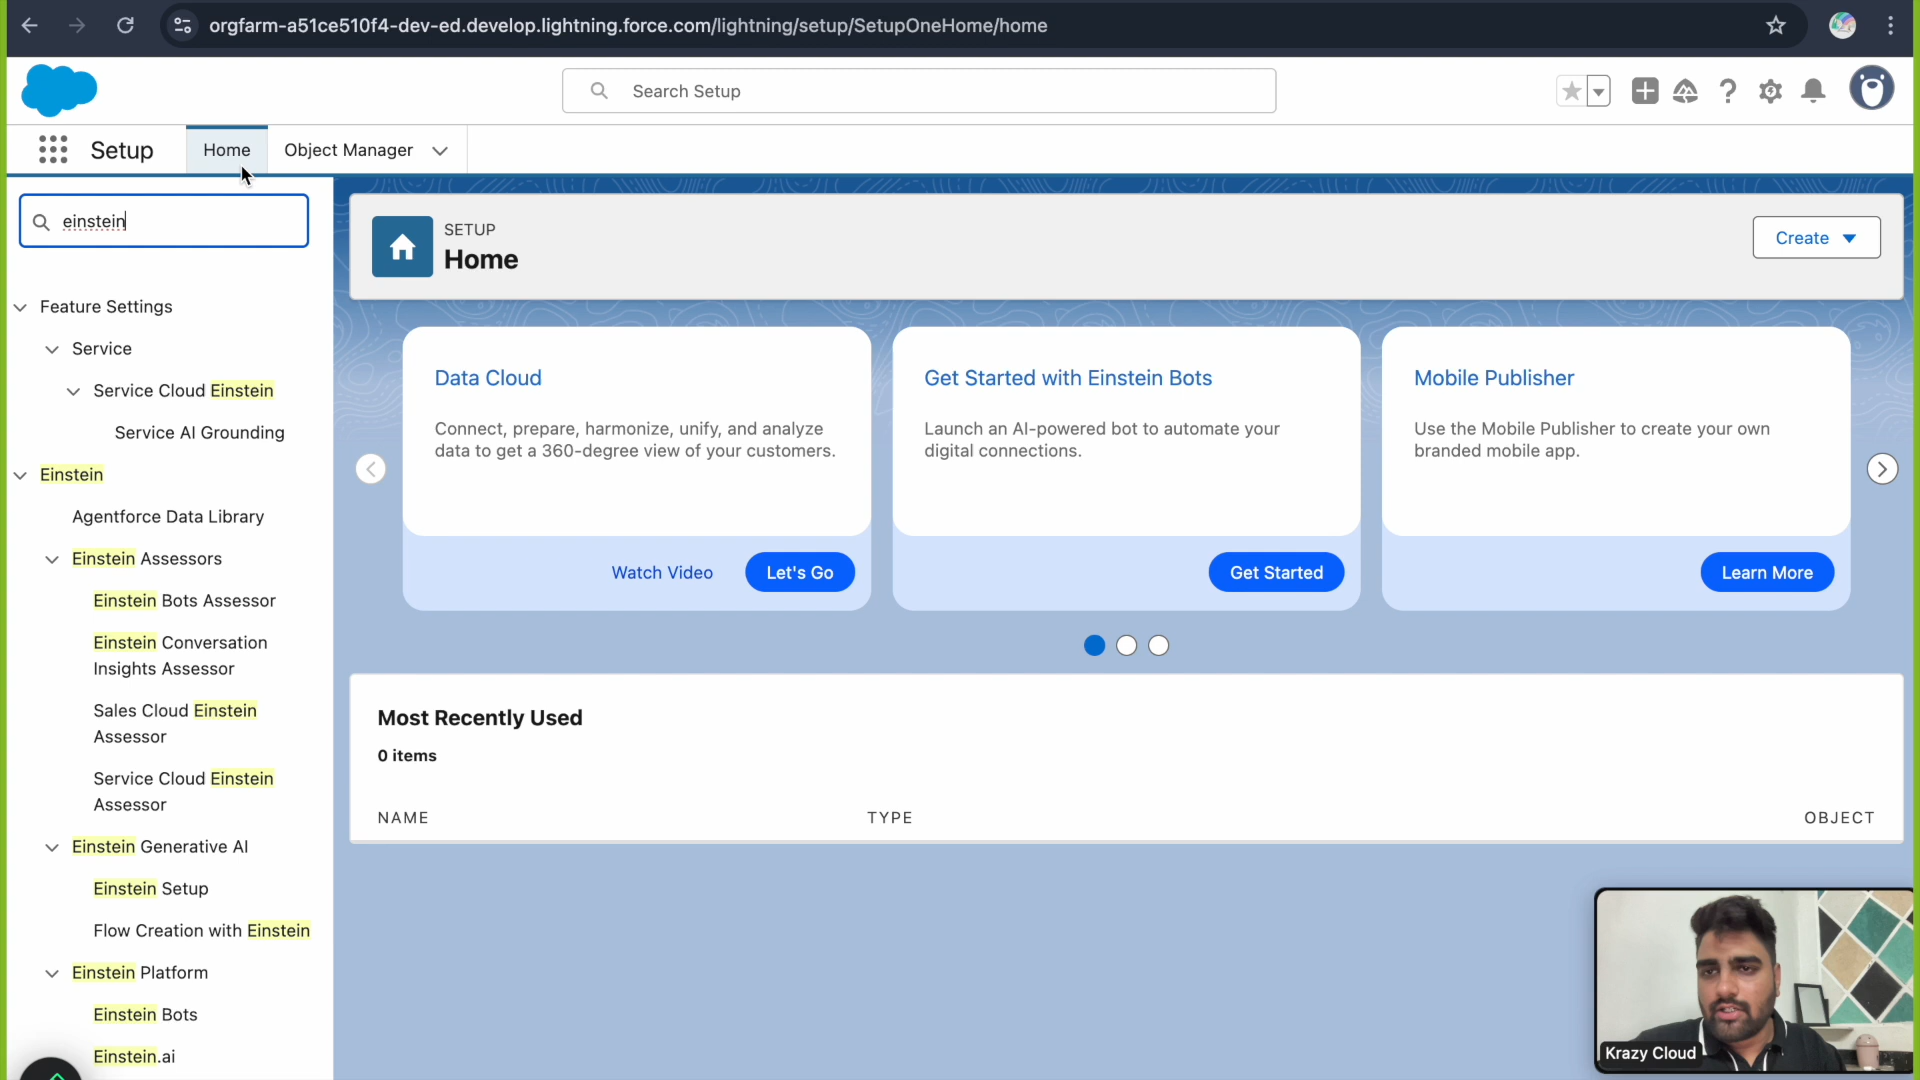 orgfarm-a51ce510f4-dev-ed.develop.lightning.force.com/lightning/setup/SetupOneHome/home
Search Setup
Setup
Home
Object Manager
einstein
Feature Settings
Service
Service Cloud Einstein
Service AI Grounding
Einstein
Agentforce Data Library
Einstein Assessors
Einstein Bots Assessor
Einstein Conversation
Insights Assessor
Sales Cloud Einstein
Assessor
Service Cloud Einstein
Assessor
Einstein Generative AI
Einstein Setup
Flow Creation with Einstein
Einstein Platform
Einstein Bots
Einstein.ai
SETUP
Home
Create
Data Cloud
Connect, prepare, harmonize, unify, and analyze
data to get a 360-degree view of your customers.
Watch Video
Let's Go
Get Started with Einstein Bots
Launch an AI-powered bot to automate your
digital connections.
Get Started
Mobile Publisher
Use the Mobile Publisher to create your own
branded mobile app.
Learn More
Most Recently Used
0 items
NAME
TYPE
OBJECT
Krazy Cloud